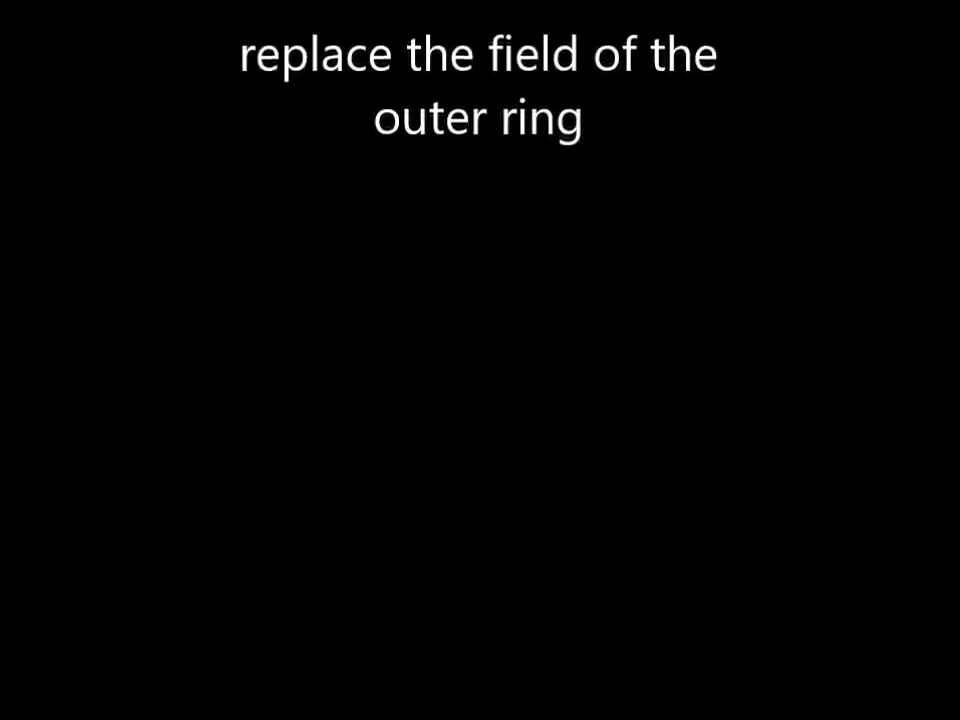 replace the field of the
outer ring